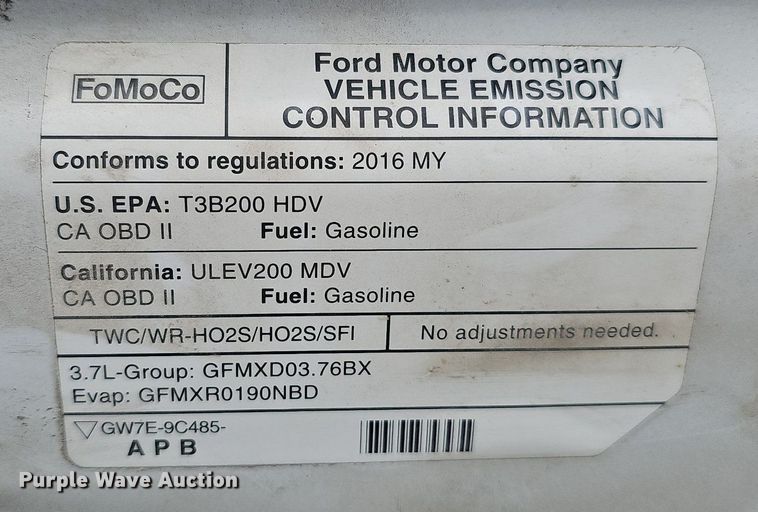 FoMoCo
Ford Motor Company
VEHICLE EMISSION
CONTROL INFORMATION
Conforms to regulations: 2016 MY
U.S. EPA: T3B200 HDV
CA OBD II Fuel: Gasoline
California: ULEV200 MDV
CA OBD II Fuel: Gasoline
TWC/WR-HO2S/HO2S/SFI No adjustments needed.
3.7L-Group: GFMXD03.76BX
Evap: GFMXR0190NBD
GW7E-9C485-
A P B
Purple Wave Auction